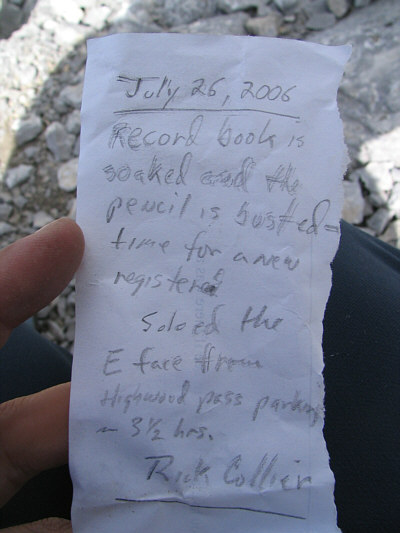 July 26, 2006
Record book is
soaked and the
pencil is busted-
time for a new
registered
Soloed the
E face from
Highwood pass parking
~ 3½ hrs.
Rick Collier